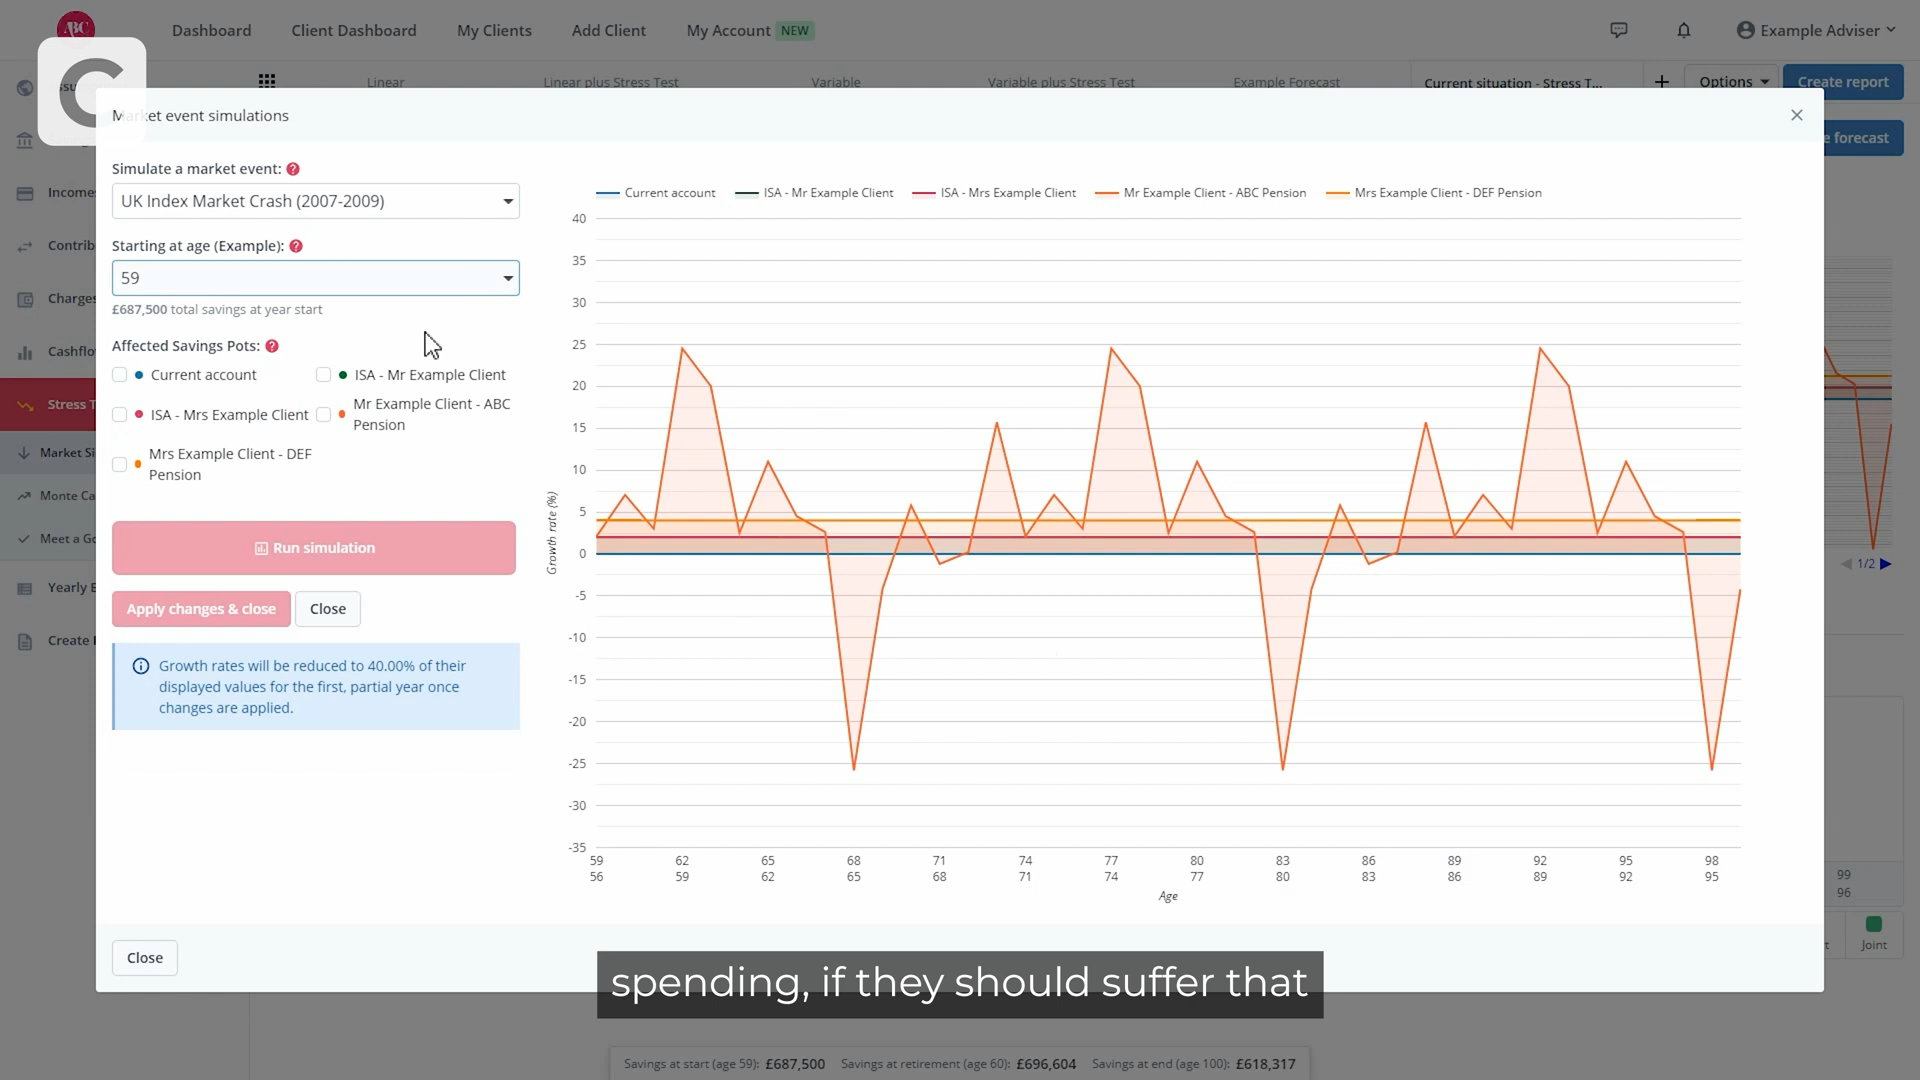 ABC
Dashboard
Client Dashboard
My Clients
Add Client
My Account NEW
Example Adviser
Linear
Linear plus Stress Test
Variable
Variable plus Stress Test
Example Forecast
Current situation - Stress T...
+
Options
Create report
C
Market event simulations
e forecast
Incomes
Contrib
Charges
Cashflo
Stress T
Market Si
Monte Ca
Meet a Go
Yearly B
Create R
Simulate a market event: ?
UK Index Market Crash (2007-2009)
Starting at age (Example): ?
59
£687,500 total savings at year start
Affected Savings Pots: ?
Current account
ISA - Mr Example Client
ISA - Mrs Example Client
Mr Example Client - ABC
Pension
Mrs Example Client - DEF
Pension
Run simulation
Apply changes & close
Close
Growth rates will be reduced to 40.00% of their
displayed values for the first, partial year once
changes are applied.
Current account
ISA - Mr Example Client
ISA - Mrs Example Client
Mr Example Client - ABC Pension
Mrs Example Client - DEF Pension
40
35
30
25
20
15
10
5
0
-5
-10
-15
-20
-25
-30
-35
Growth rate (%)
59 62 65 68 71 74 77 80 83 86 89 92 95 98
56 59 62 65 68 71 74 77 80 83 86 89 92 95
Age
1/2
99
96
Joint
Close
spending, if they should suffer that
Savings at start (age 59): £687,500 Savings at retirement (age 60): £696,604 Savings at end (age 100): £618,317